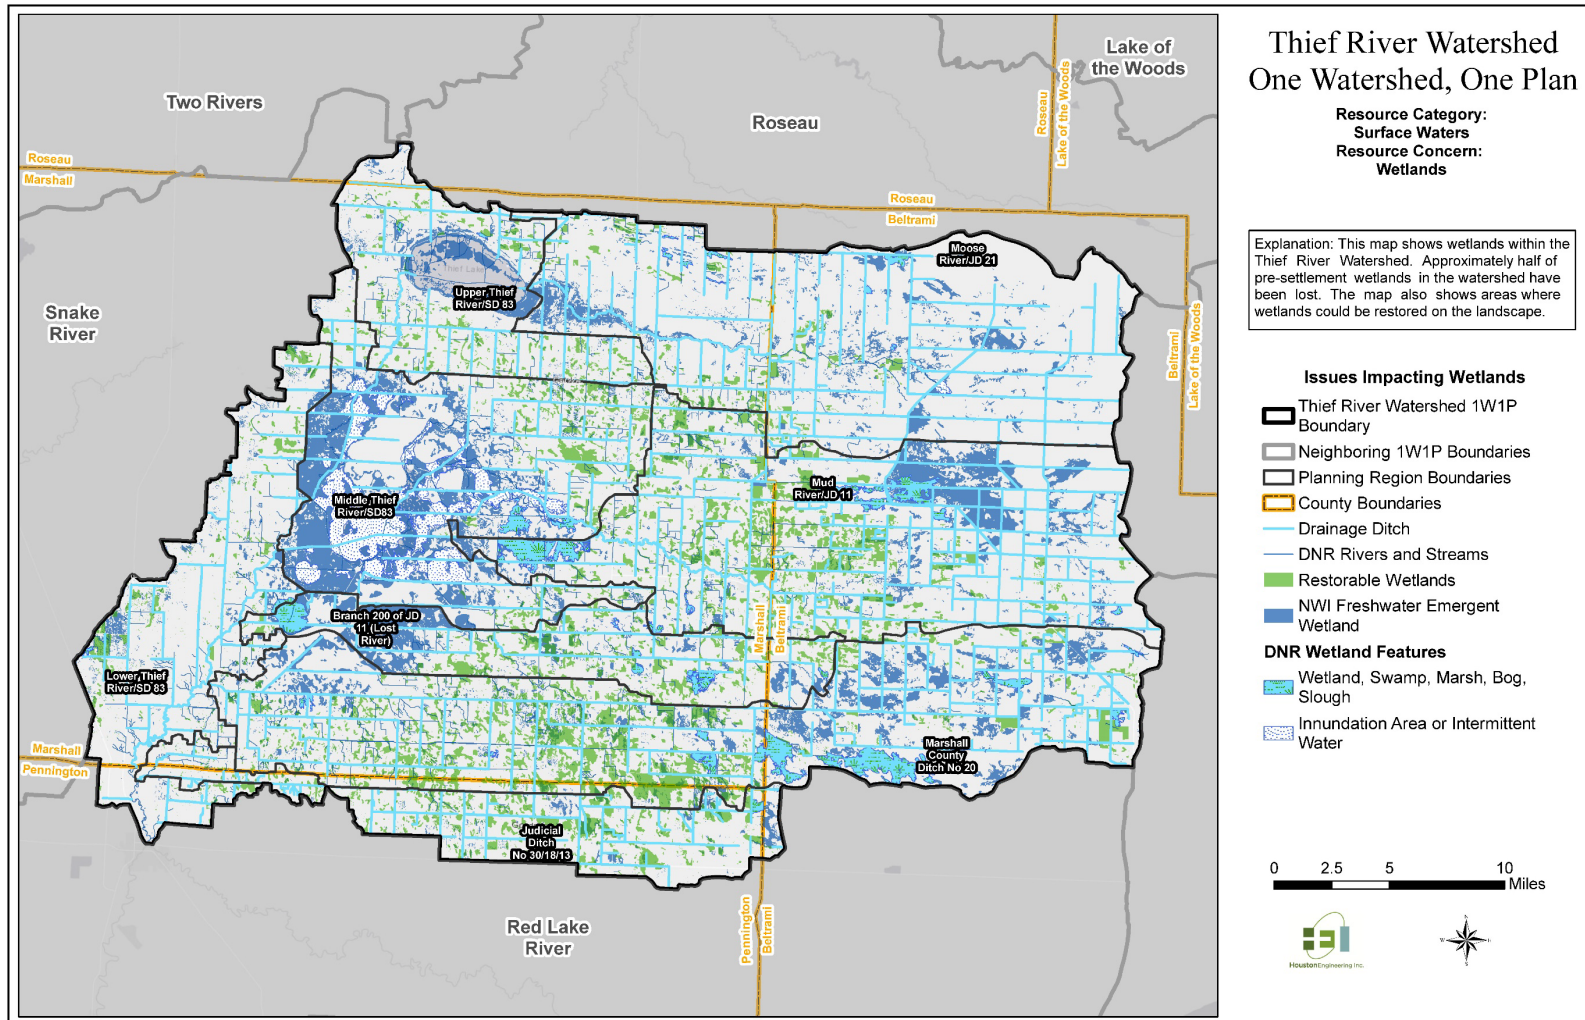 Thief River Watershed
One Watershed, One Plan
Resource Category:
Surface Waters
Resource Concern:
Wetlands
Explanation: This map shows wetlands within the
Thief River Watershed. Approximately half of
pre-settlement wetlands in the watershed have
been lost. The map also shows areas where
wetlands could be restored on the landscape.
Issues Impacting Wetlands
Thief River Watershed 1W1P
Boundary
Neighboring 1W1P Boundaries
Planning Region Boundaries
County Boundaries
Drainage Ditch
DNR Rivers and Streams
Restorable Wetlands
NWI Freshwater Emergent
Wetland
DNR Wetland Features
Wetland, Swamp, Marsh, Bog,
Slough
Innundation Area or Intermittent
Water
0 2.5 5 10
Miles
HoustonEngineering Inc.
N
W E
S
Lake of
the Woods
Two Rivers
Roseau
Roseau
Lake of the Woods
Roseau
Marshall
Roseau
Beltrami
Moose
River/JD 21
Thief Lake
Upper Thief
River/SD 83
Snake
River
Beltrami
Lake of the Woods
Mud
River/JD 11
Middle Thief
River/SD83
Branch 200 of JD
11 (Lost
River)
Marshall
Beltrami
Lower Thief
River/SD 83
Marshall
Pennington
Marshall
County
Ditch No 20
Judicial
Ditch
No 30/18/13
Red Lake
River
Pennington
Beltrami